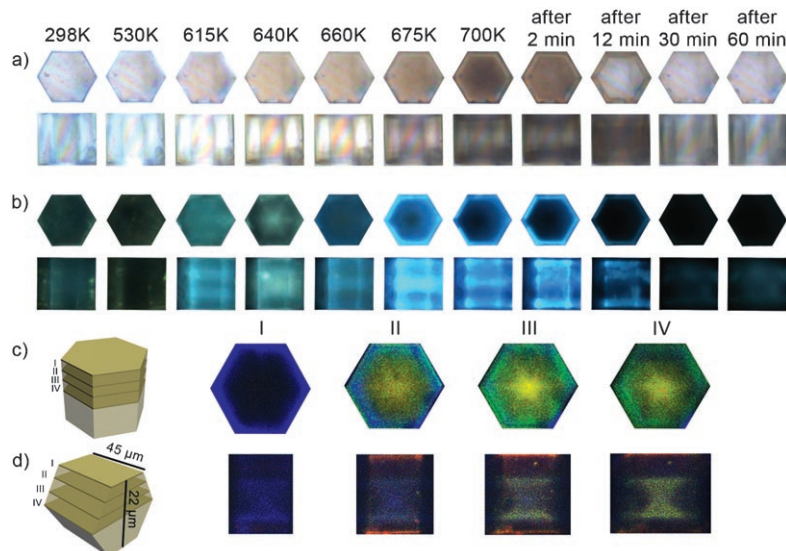 298K 530K 615K 640K 660K 675K 700K after 2 min after 12 min after 30 min after 60 min
a)
b)
I II III IV
c)
I
II
III
IV
d)
45 µm
I
II
III
IV
22 µm